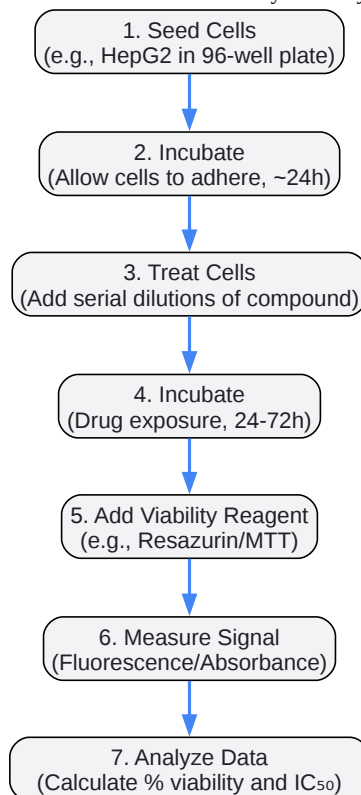 1. Seed Cells
(e.g., HepG2 in 96-well plate)
2. Incubate
(Allow cells to adhere, ~24h)
3. Treat Cells
(Add serial dilutions of compound)
4. Incubate
(Drug exposure, 24-72h)
5. Add Viability Reagent
(e.g., Resazurin/MTT)
6. Measure Signal
(Fluorescence/Absorbance)
7. Analyze Data
(Calculate % viability and IC₅₀)